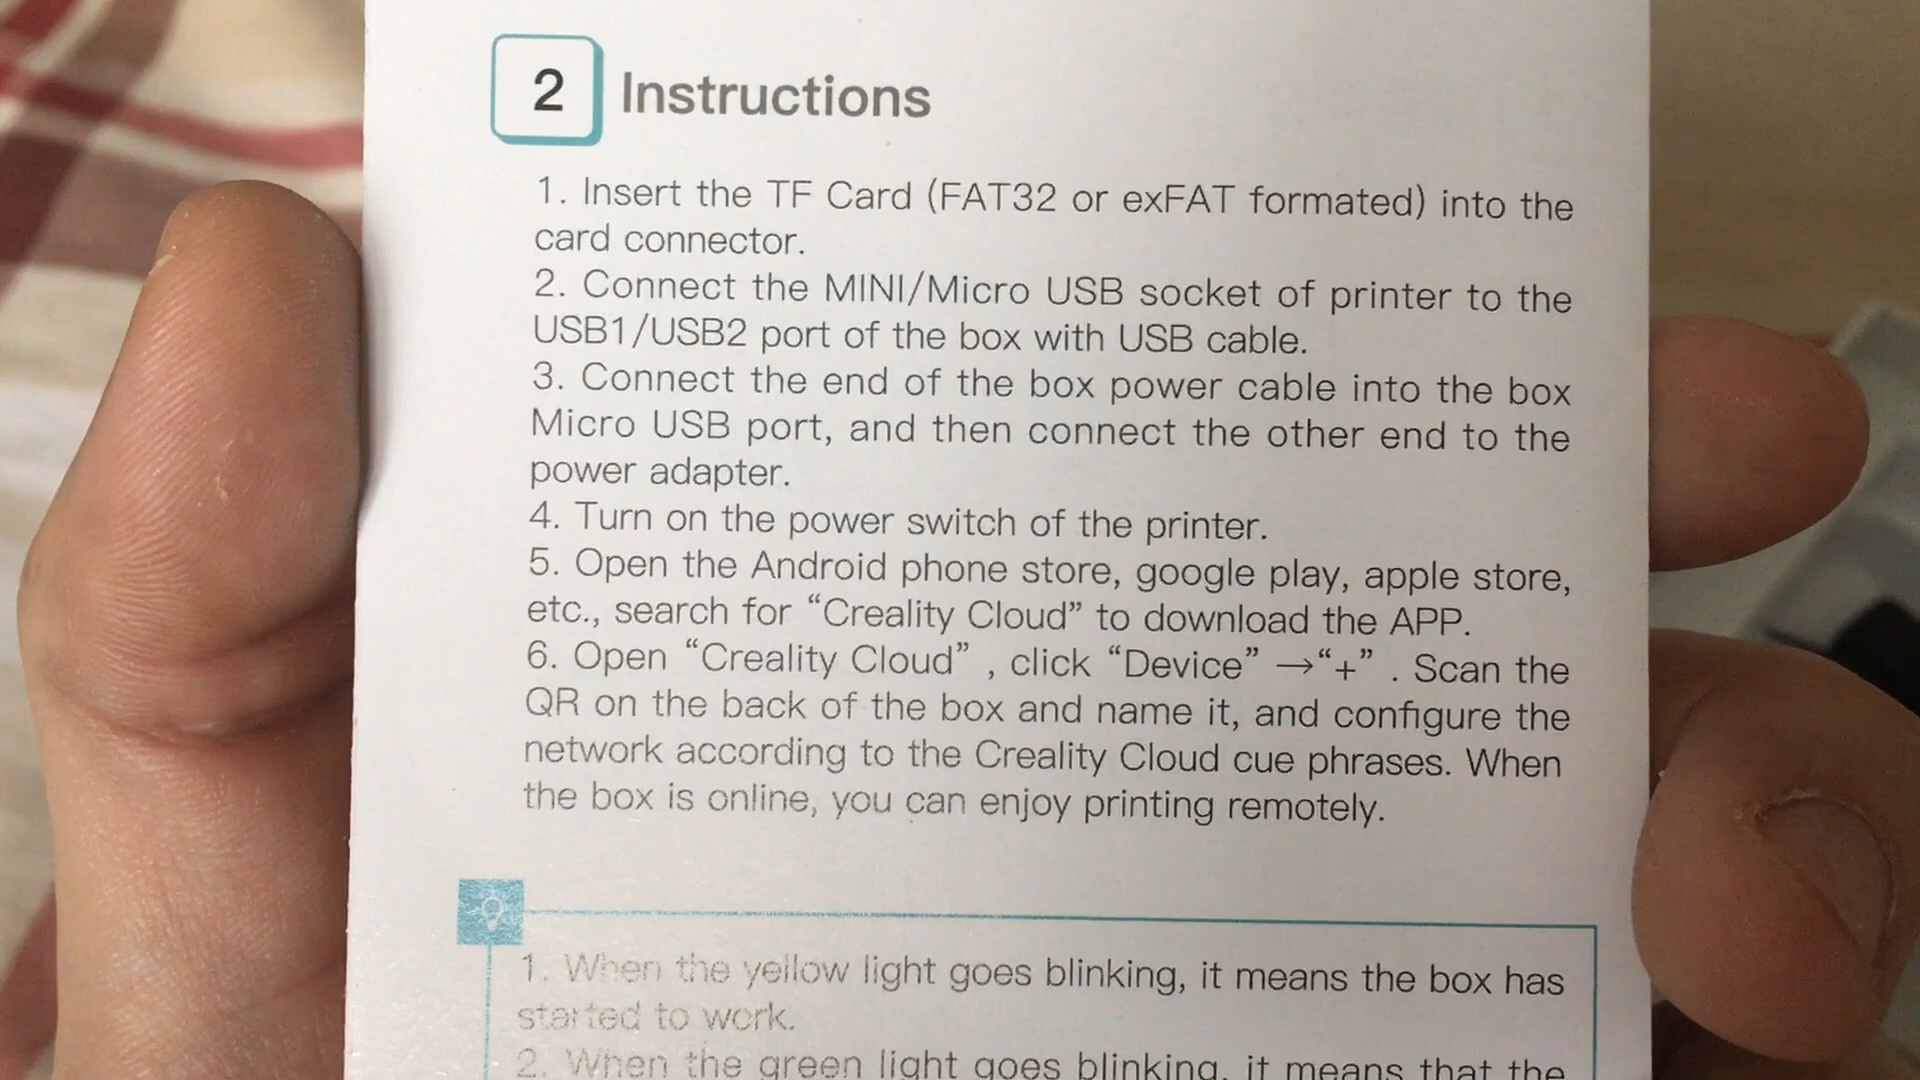 2 Instructions
1. Insert the TF Card (FAT32 or exFAT formated) into the
card connector.
2. Connect the MINI/Micro USB socket of printer to the
USB1/USB2 port of the box with USB cable.
3. Connect the end of the box power cable into the box
Micro USB port, and then connect the other end to the
power adapter.
4. Turn on the power switch of the printer.
5. Open the Android phone store, google play, apple store,
etc., search for “Creality Cloud” to download the APP.
6. Open “Creality Cloud” , click “Device” →“+” . Scan the
QR on the back of the box and name it, and configure the
network according to the Creality Cloud cue phrases. When
the box is online, you can enjoy printing remotely.
1. When the yellow light goes blinking, it means the box has
started to work.
2. When the green light goes blinking, it means that the